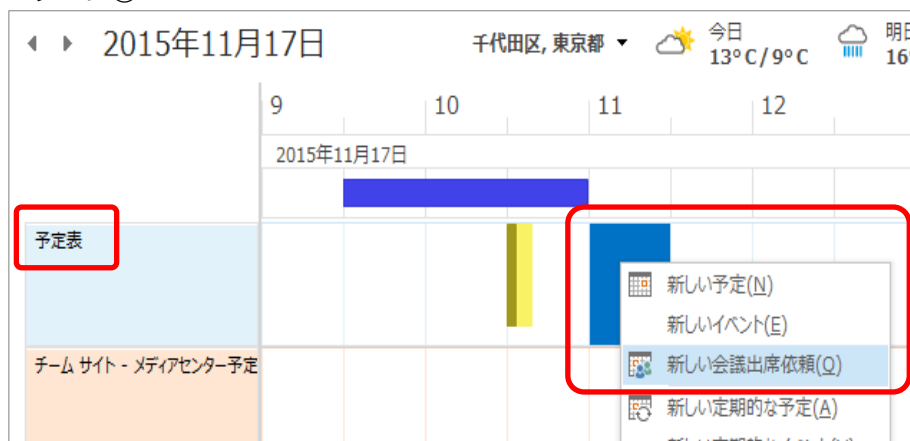 2015年11月17日
千代田区, 東京都
今日
13°C/9°C
明日
16°
9
10
11
12
2015年11月17日
予定表
新しい予定(N)
新しいイベント(E)
チーム サイト - メディアセンター予定
新しい会議出席依頼(Q)
新しい定期的な予定(A)